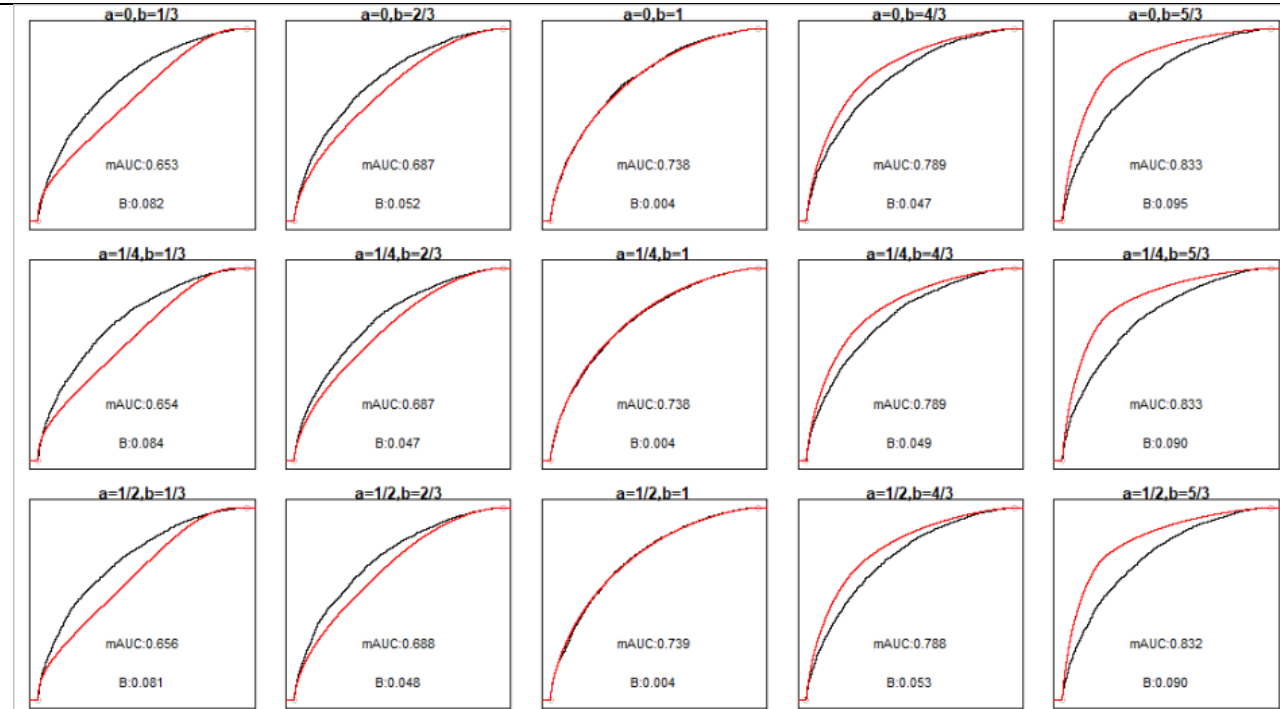 a=0,b=1/3 a=0,b=2/3 a=0,b=1 a=0,b=4/3 a=0,b=5/3
mAUC:0.653 mAUC:0.687 mAUC:0.738 mAUC:0.789 mAUC:0.833
B:0.082 B:0.052 B:0.004 B:0.047 B:0.095
a=1/4,b=1/3 a=1/4,b=2/3 a=1/4,b=1 a=1/4,b=4/3 a=1/4,b=5/3
mAUC:0.654 mAUC:0.687 mAUC:0.738 mAUC:0.789 mAUC:0.833
B:0.084 B:0.047 B:0.004 B:0.049 B:0.090
a=1/2,b=1/3 a=1/2,b=2/3 a=1/2,b=1 a=1/2,b=4/3 a=1/2,b=5/3
mAUC:0.656 mAUC:0.688 mAUC:0.739 mAUC:0.788 mAUC:0.832
B:0.081 B:0.048 B:0.004 B:0.053 B:0.090